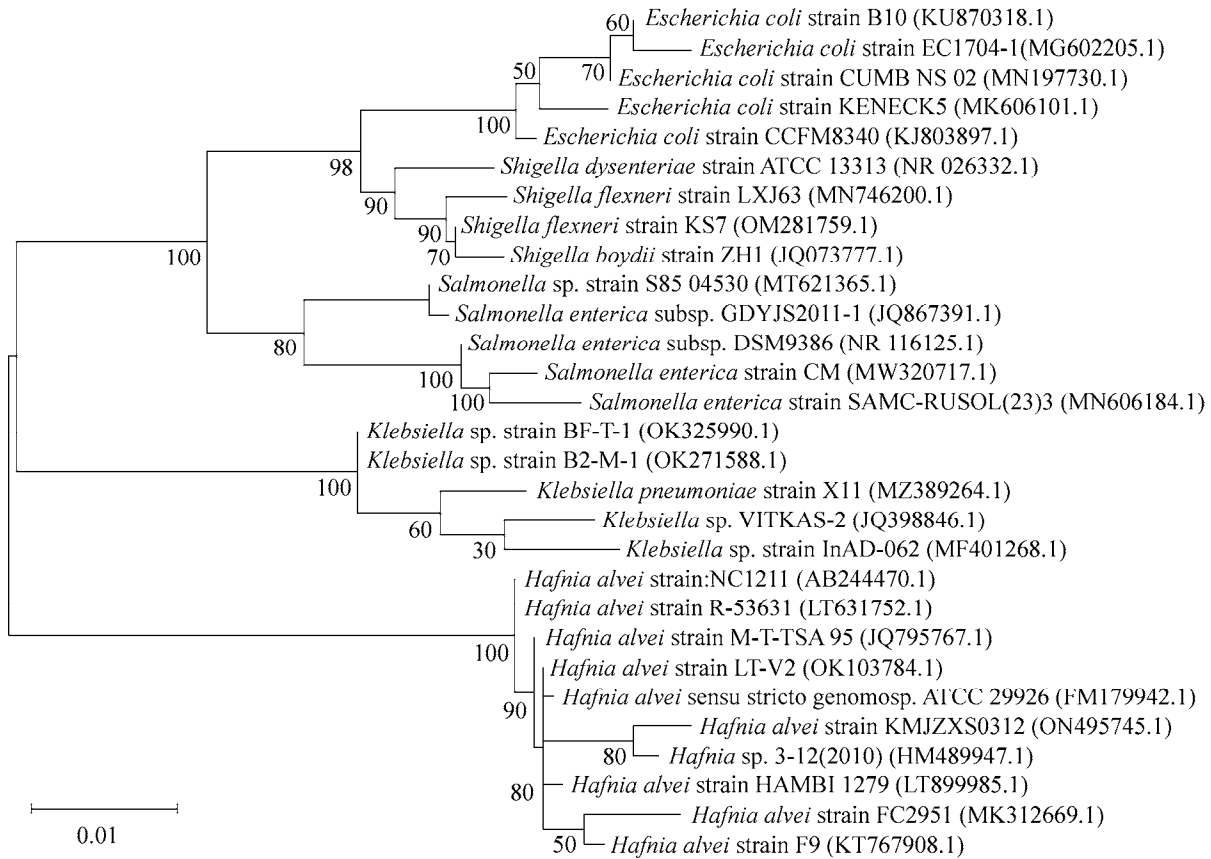 60
Escherichia coli strain B10 (KU870318.1)
Escherichia coli strain EC1704-1(MG602205.1)
50
70
Escherichia coli strain CUMB NS 02 (MN197730.1)
Escherichia coli strain KENECK5 (MK606101.1)
100
Escherichia coli strain CCFM8340 (KJ803897.1)
98
Shigella dysenteriae strain ATCC 13313 (NR 026332.1)
Shigella flexneri strain LXJ63 (MN746200.1)
90
90
Shigella flexneri strain KS7 (OM281759.1)
100
70
Shigella boydii strain ZH1 (JQ073777.1)
Salmonella sp. strain S85 04530 (MT621365.1)
Salmonella enterica subsp. GDYJS2011-1 (JQ867391.1)
80
Salmonella enterica subsp. DSM9386 (NR 116125.1)
100
Salmonella enterica strain CM (MW320717.1)
100
Salmonella enterica strain SAMC-RUSOL(23)3 (MN606184.1)
Klebsiella sp. strain BF-T-1 (OK325990.1)
Klebsiella sp. strain B2-M-1 (OK271588.1)
100
Klebsiella pneumoniae strain X11 (MZ389264.1)
60
Klebsiella sp. VITKAS-2 (JQ398846.1)
30
Klebsiella sp. strain InAD-062 (MF401268.1)
Hafnia alvei strain:NC1211 (AB244470.1)
Hafnia alvei strain R-53631 (LT631752.1)
100
Hafnia alvei strain M-T-TSA 95 (JQ795767.1)
Hafnia alvei strain LT-V2 (OK103784.1)
90
Hafnia alvei sensu stricto genomosp. ATCC 29926 (FM179942.1)
Hafnia alvei strain KMJZXS0312 (ON495745.1)
80
Hafnia sp. 3-12(2010) (HM489947.1)
80
Hafnia alvei strain HAMBI 1279 (LT899985.1)
Hafnia alvei strain FC2951 (MK312669.1)
50
Hafnia alvei strain F9 (KT767908.1)
0.01